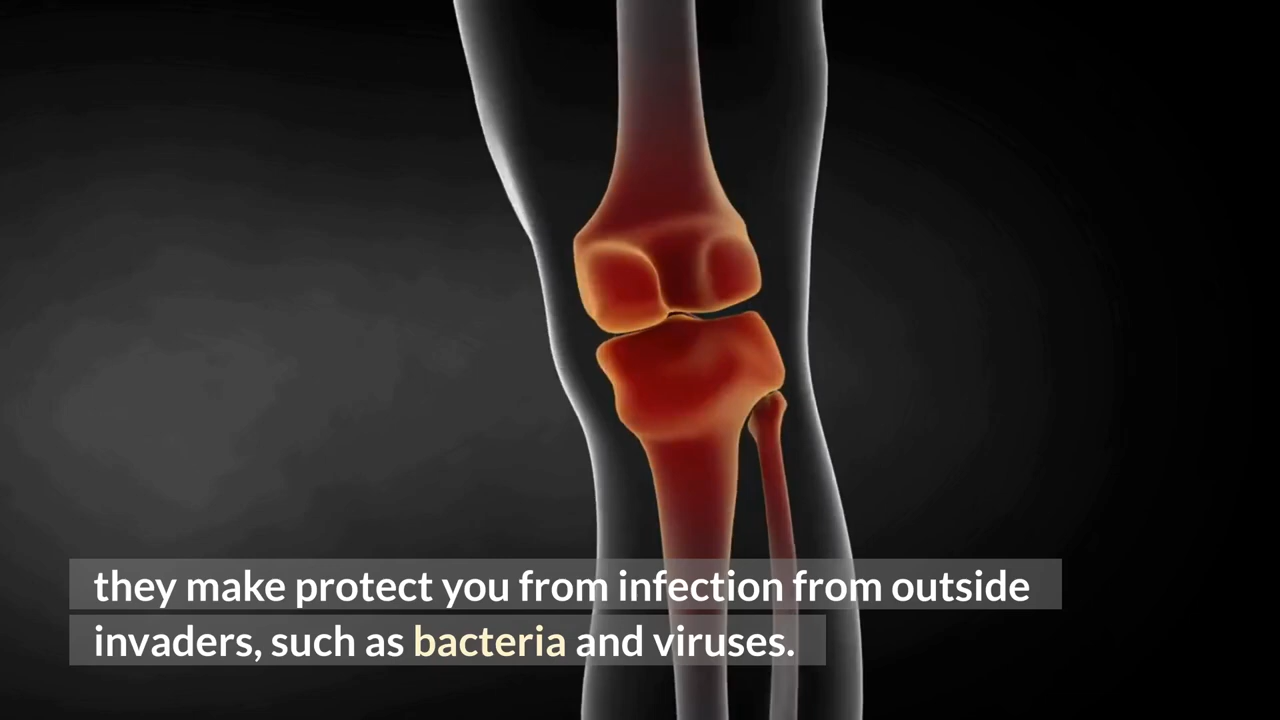 they make protect you from infection from outside
invaders, such as bacteria and viruses.